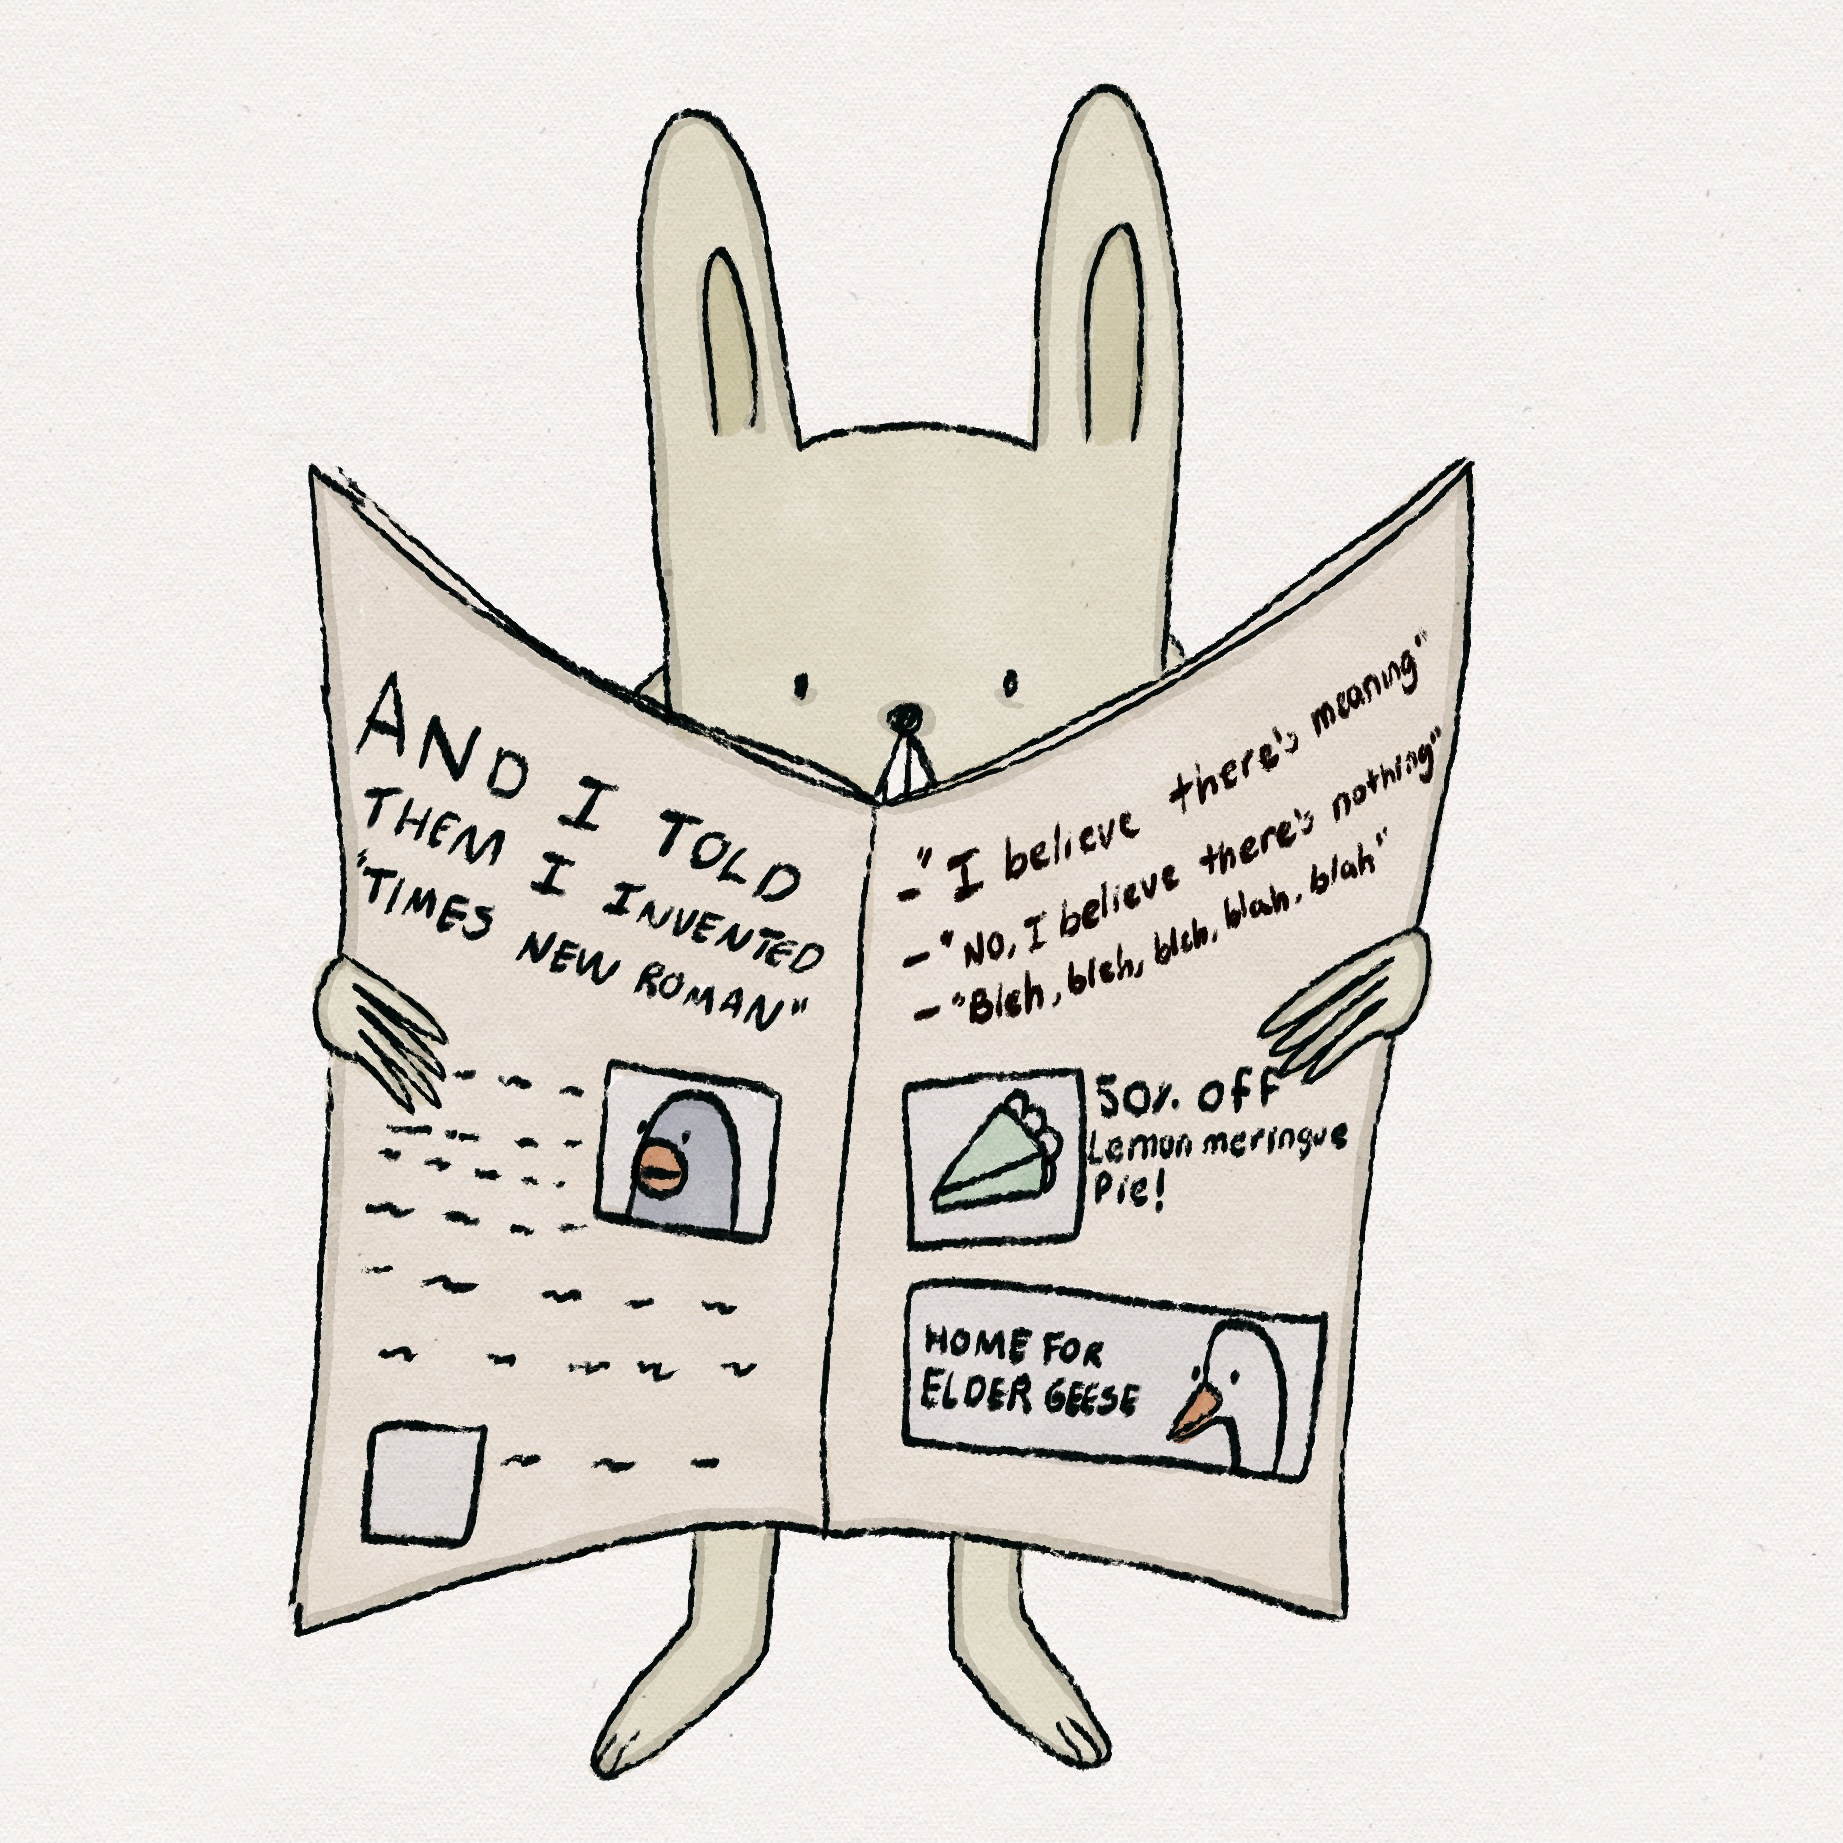 AND I TOLD
THEM I INVENTED
"TIMES NEW ROMAN"
-"I believe there's meaning"
-"NO, I believe there's nothing"
-"Bleh, bleh, bleh, blah, blah"
50% off
Lemon meringue
Pie!
HOME FOR
ELDER GEESE